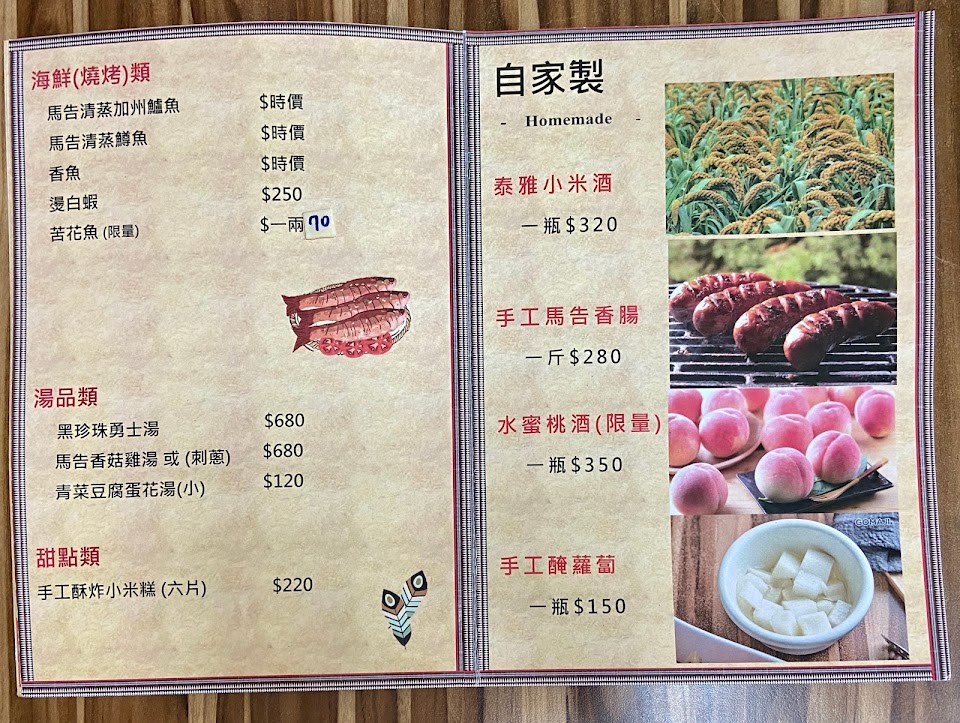 海鮮(燒烤)類
馬告清蒸加州鱸魚 $時價
馬告清蒸鱒魚 $時價
香魚 $時價
燙白蝦 $250
苦花魚 (限量) $一兩 70
湯品類
黑珍珠勇士湯 $680
馬告香菇雞湯 或 (刺蔥) $680
青菜豆腐蛋花湯(小) $120
甜點類
手工酥炸小米糕 (六片) $220
自家製
- Homemade -
泰雅小米酒
一瓶$320
手工馬告香腸
一斤$280
水蜜桃酒(限量)
一瓶$350
手工醃蘿蔔
一瓶$150
GOMAJI